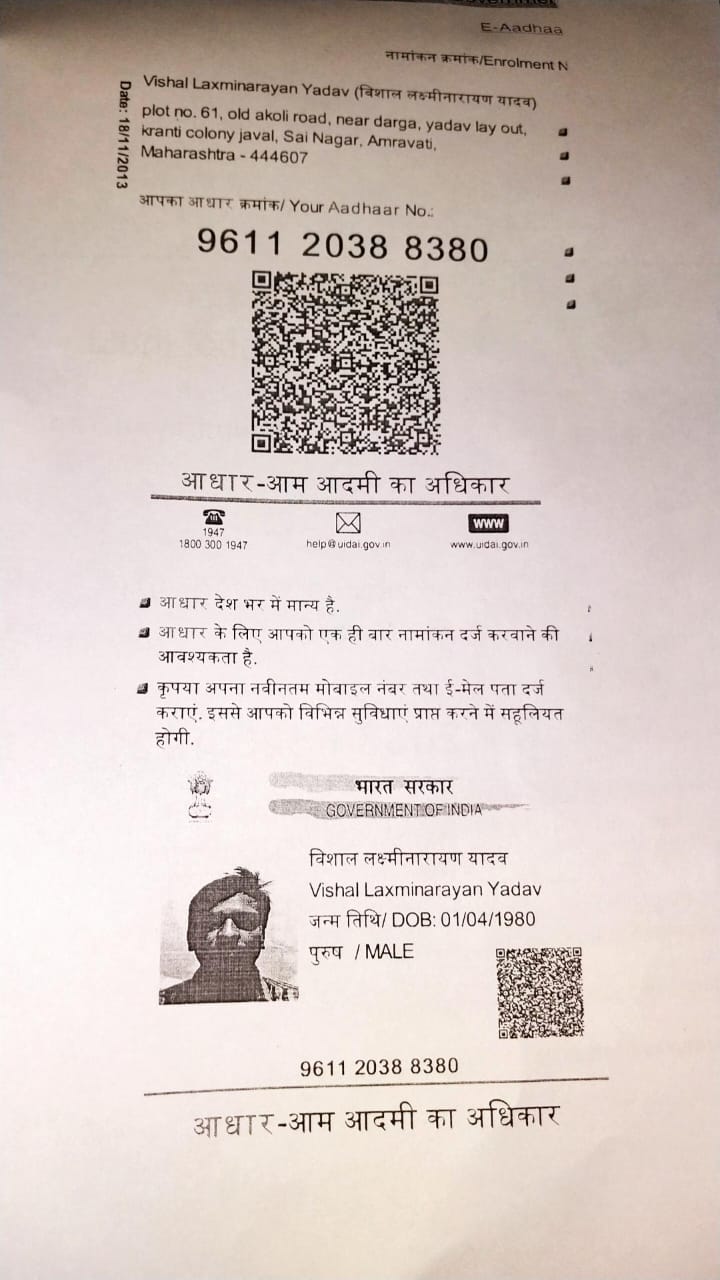 E-Aadhaa
नामांकन क्रमांक/Enrolment N
Vishal Laxminarayan Yadav (विशाल लक्ष्मीनारायण यादव)
plot no. 61, old akoli road, near darga, yadav lay out,
kranti colony javal, Sai Nagar, Amravati,
Maharashtra - 444607
Date: 18/11/2013
आपका आधार क्रमांक/ Your Aadhaar No.:
9611 2038 8380
आधार-आम आदमी का अधिकार
1947
1800 300 1947
help@uidai.gov.in
WWW
www.uidai.gov.in
आधार देश भर में मान्य है.
आधार के लिए आपको एक ही बार नामांकन दर्ज करवाने की
आवश्यकता है.
कृपया अपना नवीनतम मोबाइल नंबर तथा ई-मेल पता दर्ज
कराएं. इससे आपको विभिन्न सुविधाएं प्राप्त करने में सहूलियत
होगी.
भारत सरकार
GOVERNMENT OF INDIA
विशाल लक्ष्मीनारायण यादव
Vishal Laxminarayan Yadav
जन्म तिथि/ DOB: 01/04/1980
पुरुष / MALE
9611 2038 8380
आधार-आम आदमी का अधिकार